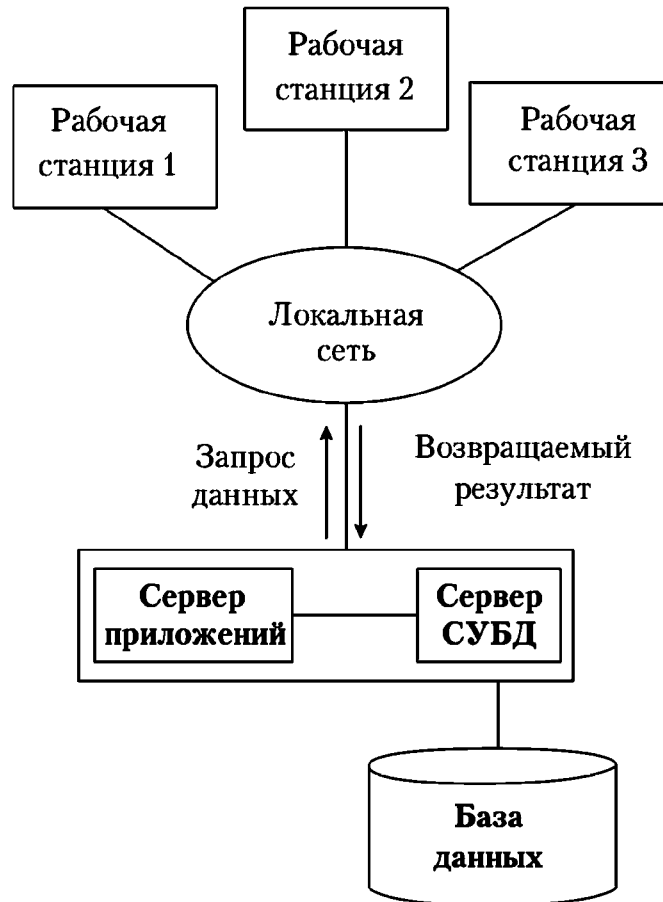 Рабочая
станция 1
Рабочая
станция 2
Рабочая
станция 3
Локальная
сеть
Запрос
данных
Возвращаемый
результат
Сервер
приложений
Сервер
СУБД
База
данных